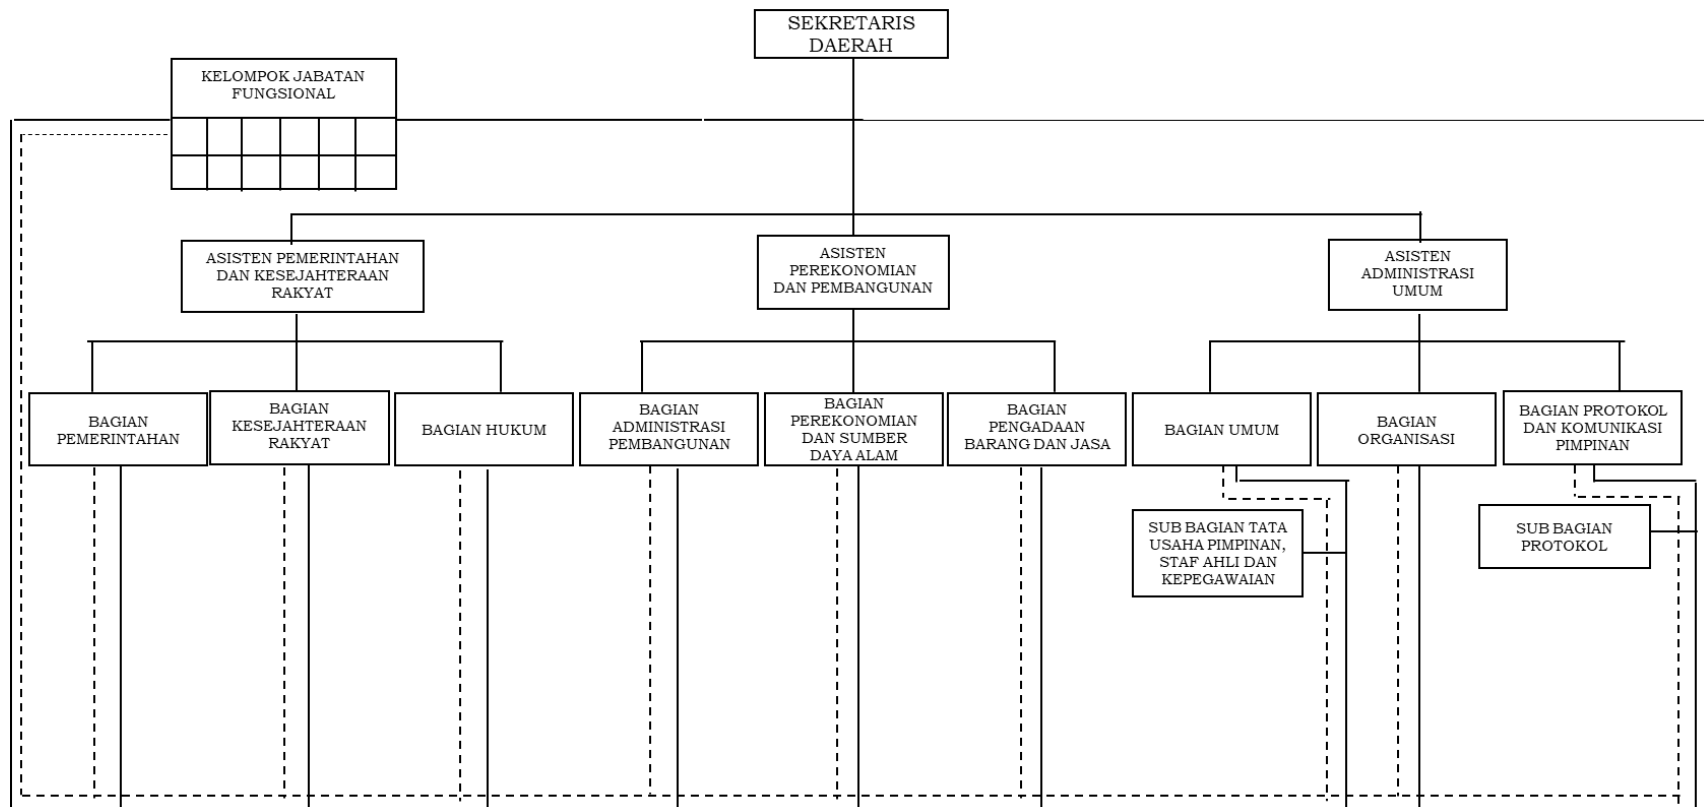 SEKRETARIS
DAERAH
KELOMPOK JABATAN
FUNGSIONAL
ASISTEN PEMERINTAHAN
DAN KESEJAHTERAAN
RAKYAT
ASISTEN
PEREKONOMIAN
DAN PEMBANGUNAN
ASISTEN
ADMINISTRASI
UMUM
BAGIAN
PEMERINTAHAN
BAGIAN
KESEJAHTERAAN
RAKYAT
BAGIAN HUKUM
BAGIAN
ADMINISTRASI
PEMBANGUNAN
BAGIAN
PEREKONOMIAN
DAN SUMBER
DAYA ALAM
BAGIAN
PENGADAAN
BARANG DAN JASA
BAGIAN UMUM
BAGIAN
ORGANISASI
BAGIAN PROTOKOL
DAN KOMUNIKASI
PIMPINAN
SUB BAGIAN TATA
USAHA PIMPINAN,
STAF AHLI DAN
KEPEGAWAIAN
SUB BAGIAN
PROTOKOL